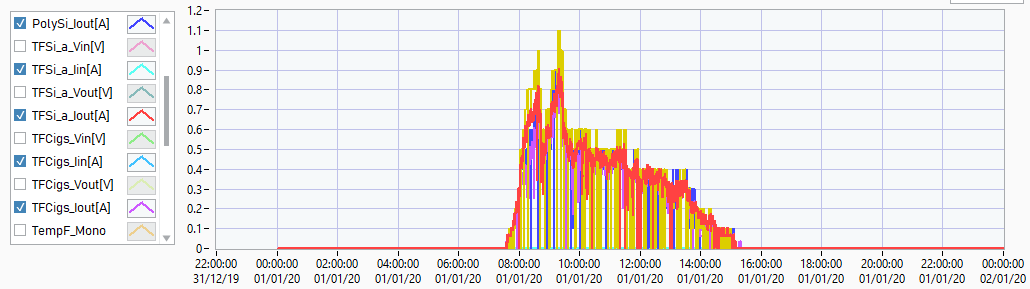 PolySi_Iout[A]
TFSi_a_Vin[V]
TFSi_a_Iin[A]
TFSi_a_Vout[V]
TFSi_a_Iout[A]
TFCigs_Vin[V]
TFCigs_Iin[A]
TFCigs_Vout[V]
TFCigs_Iout[A]
TempF_Mono
1.2
1.1
1
0.9
0.8
0.7
0.6
0.5
0.4
0.3
0.2
0.1
0
22:00:00 00:00:00 02:00:00 04:00:00 06:00:00 08:00:00 10:00:00 12:00:00 14:00:00 16:00:00 18:00:00 20:00:00 22:00:00 00:00:00
31/12/19 01/01/20 01/01/20 01/01/20 01/01/20 01/01/20 01/01/20 01/01/20 01/01/20 01/01/20 01/01/20 01/01/20 01/01/20 02/01/20